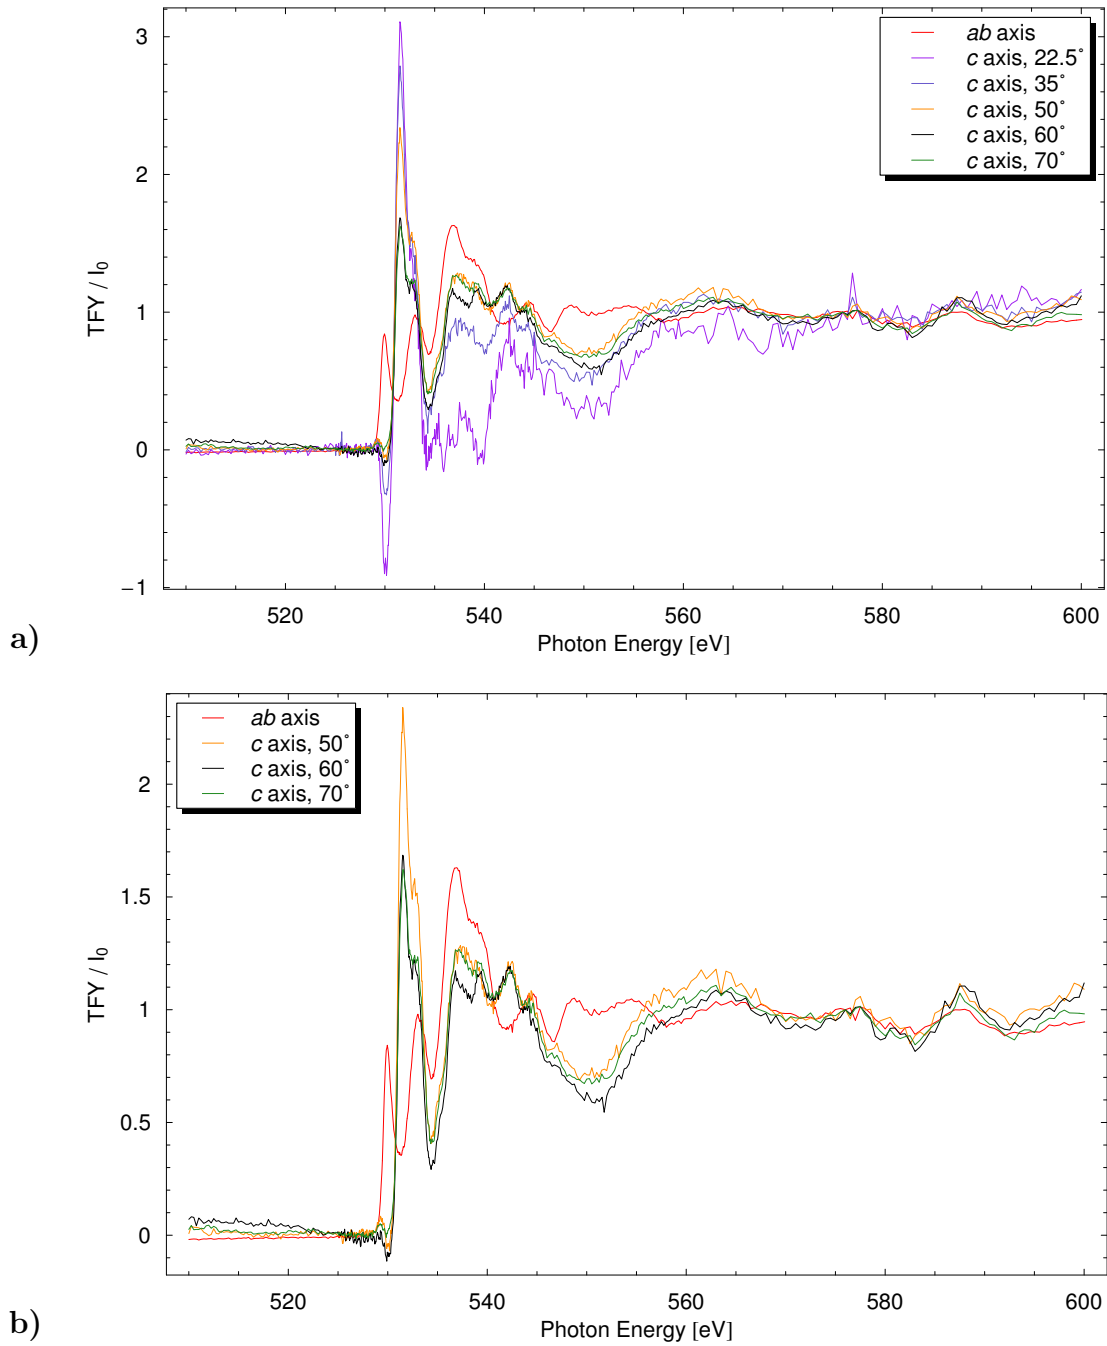 3
2
1
0
−1
TFY / I0
ab axis
c axis, 22.5°
c axis, 35°
c axis, 50°
c axis, 60°
c axis, 70°
520
540
560
580
600
Photon Energy [eV]
a)
2
1.5
1
0.5
0
TFY / I0
ab axis
c axis, 50°
c axis, 60°
c axis, 70°
520
540
560
580
600
Photon Energy [eV]
b)